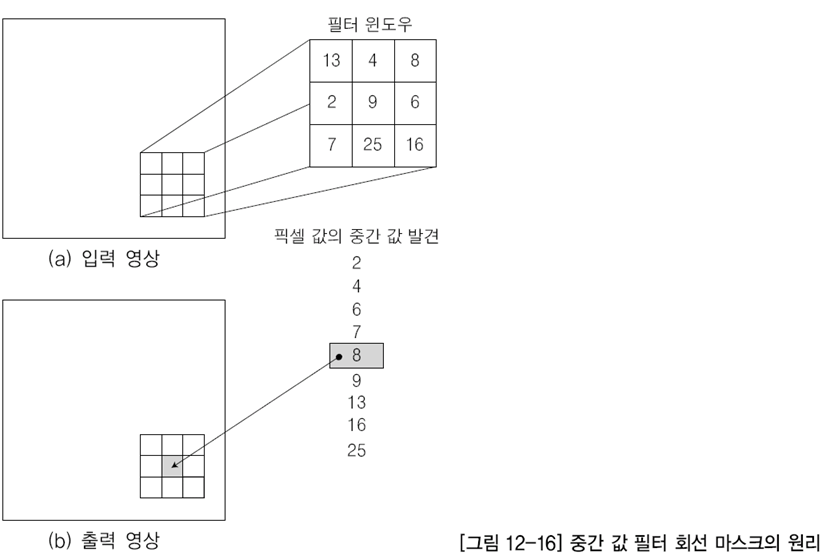 필터 윈도우
13 4 8
2 9 6
7 25 16
(a) 입력 영상
픽셀 값의 중간 값 발견
2
4
6
7
8
9
13
16
25
(b) 출력 영상
[그림 12-16] 중간 값 필터 회선 마스크의 원리